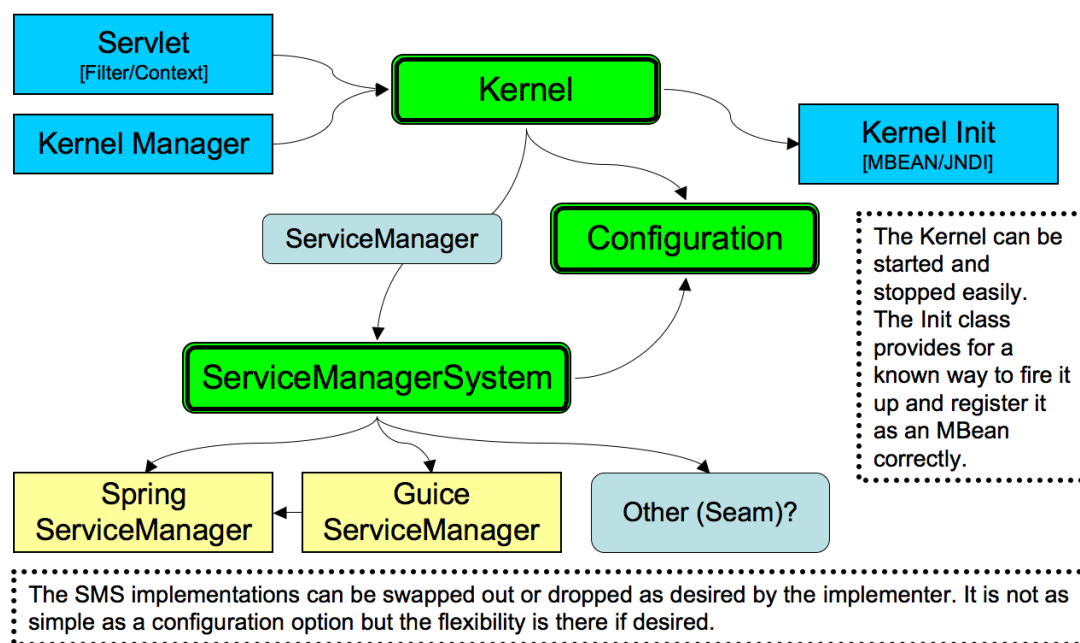 Servlet
[Filter/Context]
Kernel
Kernel Manager
Kernel Init
[MBEAN/JNDI]
ServiceManager
Configuration
The Kernel can be
started and
stopped easily.
The Init class
provides for a
known way to fire it
up and register it
as an MBean
correctly.
ServiceManagerSystem
Spring
ServiceManager
Guice
ServiceManager
Other (Seam)?
The SMS implementations can be swapped out or dropped as desired by the implementer. It is not as
simple as a configuration option but the flexibility is there if desired.